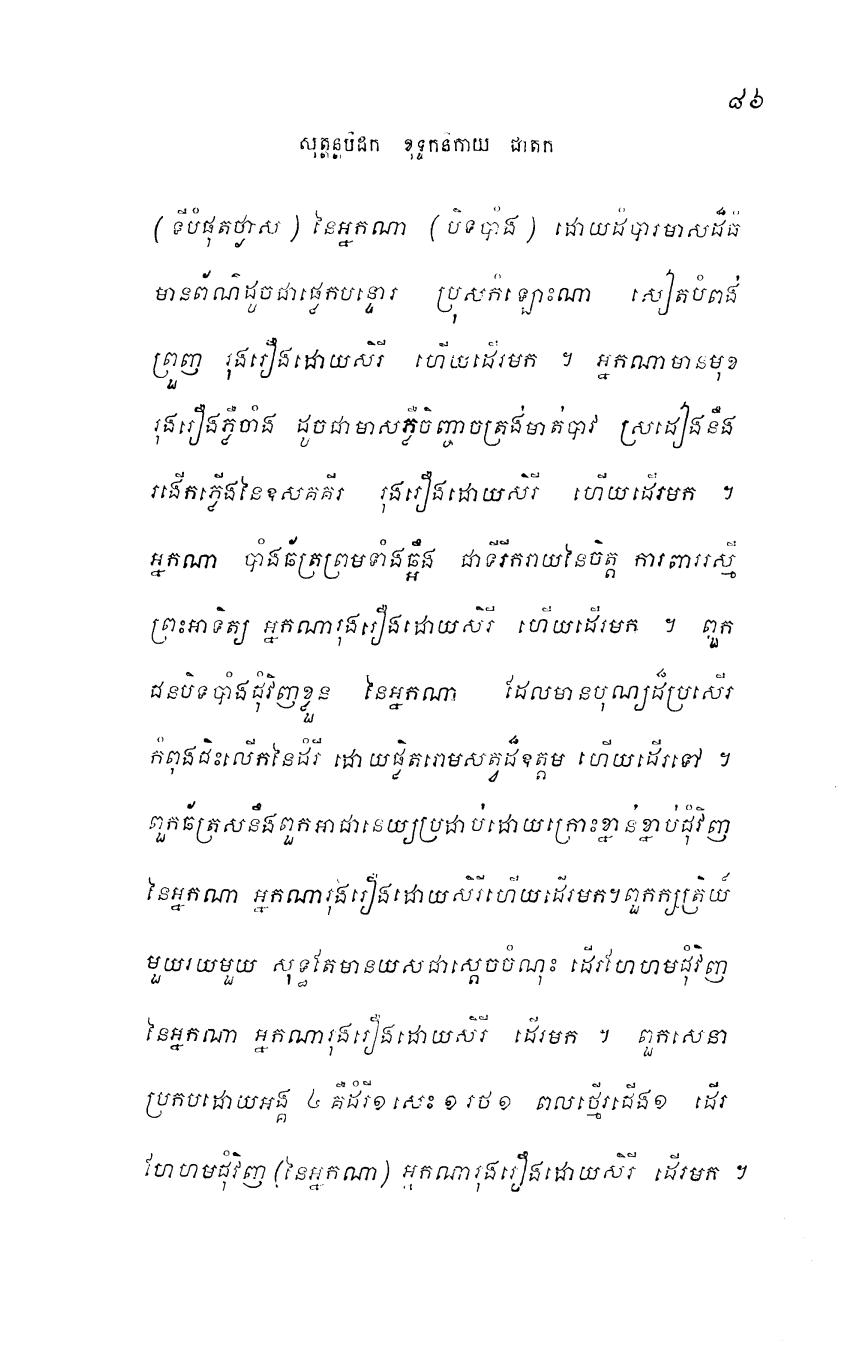 ៨៦
សុត្តន្តបិដក ខុទ្ទកនិកាយ ជាតក
(ទីបំផុតថ្ងាស) នៃអ្នកណា (បិទបាំង) ដោយដំបារមាសដ៏ធំ
មានព័ណ៌ដូចជាផ្លេកបន្ទោរ ប្រុសកំឡោះណា សៀតបំពង់
ព្រួញ រុងរឿងដោយសិរី ហើយដើរមក ។ អ្នកណាមានមុខ
រុងរឿងភ្លឺចាំង ដូចជាមាសភ្លឺចិញ្ចាចត្រង់មាត់បាវ ស្រដៀងនឹង
រងើកភ្លើងនៃឧសគគីរ រុងរឿងដោយសិរី ហើយដើរមក ។
អ្នកណា បាំងឆ័ត្រព្រមទាំងឆ្អឹង ជាទីរីករាយនៃចិត្ត ការពាររស្មី
ព្រះអាទិត្យ អ្នកណារុងរឿងដោយសិរី ហើយដើរមក ។ ពួក
ជនបិទបាំងជុំវិញខ្លួន នៃអ្នកណា ដែលមានបុណ្យដ៏ប្រសើរ
កំពុងជិះលើកនៃដំរី ដោយផ្លិតរោមសត្វដ៏ឧត្តម ហើយដើរទៅ ។
ពួកឆ័ត្រសនឹងពួកអាជានេយ្យប្រដាប់ដោយក្រោះខ្នាន់ខ្នាប់ជុំវិញ
នៃអ្នកណា អ្នកណារុងរឿងដោយសិរីហើយដើរមក។ពួកក្សត្រិយ៍
មួយរយមួយ សុទ្ធតែមានយសជាស្តេចចំណុះ ដើរហែហមជុំវិញ
នៃអ្នកណា អ្នកណារុងរឿងដោយសិរី ដើរមក ។ ពួកសេនា
ប្រកបដោយអង្គ ៤ គឺដំរី១ សេះ ១ រថ ១ ពលថ្មើរជើង១ ដើរ
ហែហមជុំវិញ (នៃអ្នកណា) អ្នកណារុងរឿងដោយសិរី ដើរមក ។